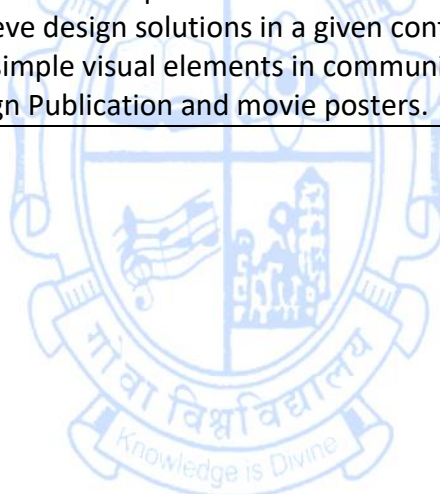 eve design solutions in a given con
simple visual elements in communi
gn Publication and movie posters.
गोंवा विश्वविद्यालय
Knowledge is Divine